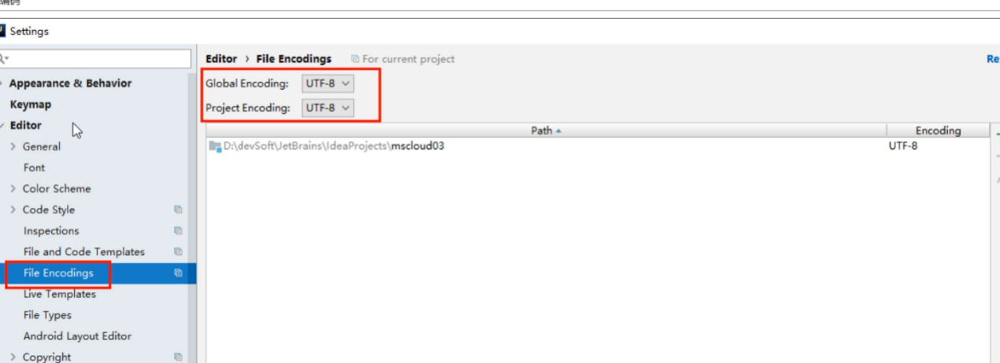 编码
Settings
Editor › File Encodings For current project
Re
Appearance & Behavior
Keymap
Editor
General
Font
Color Scheme
Code Style
Inspections
File and Code Templates
File Encodings
Live Templates
File Types
Android Layout Editor
Copyright
Global Encoding: UTF-8
Project Encoding: UTF-8
Path Encoding
D:\devSoft\JetBrains\IdeaProjects\mscloud03 UTF-8